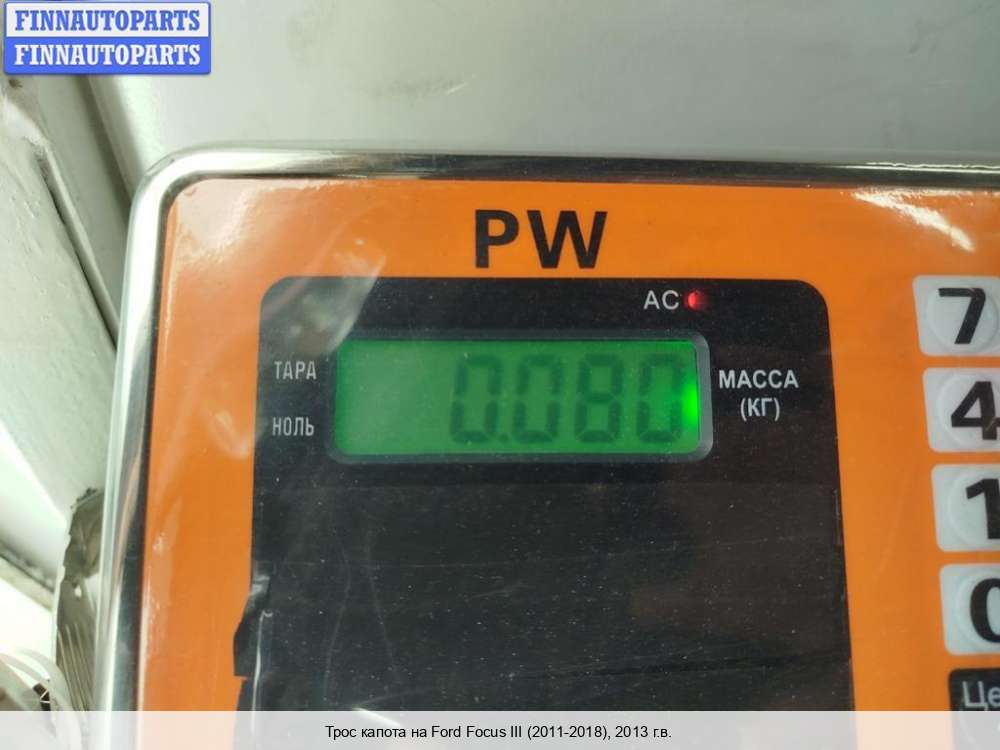 FINNAUTOPARTS
FINNAUTOPARTS
PW
AC
ТАРА
0.080
МАССА
(КГ)
НОЛЬ
7
4
1
0
Трос капота на Ford Focus III (2011-2018), 2013 г.в.